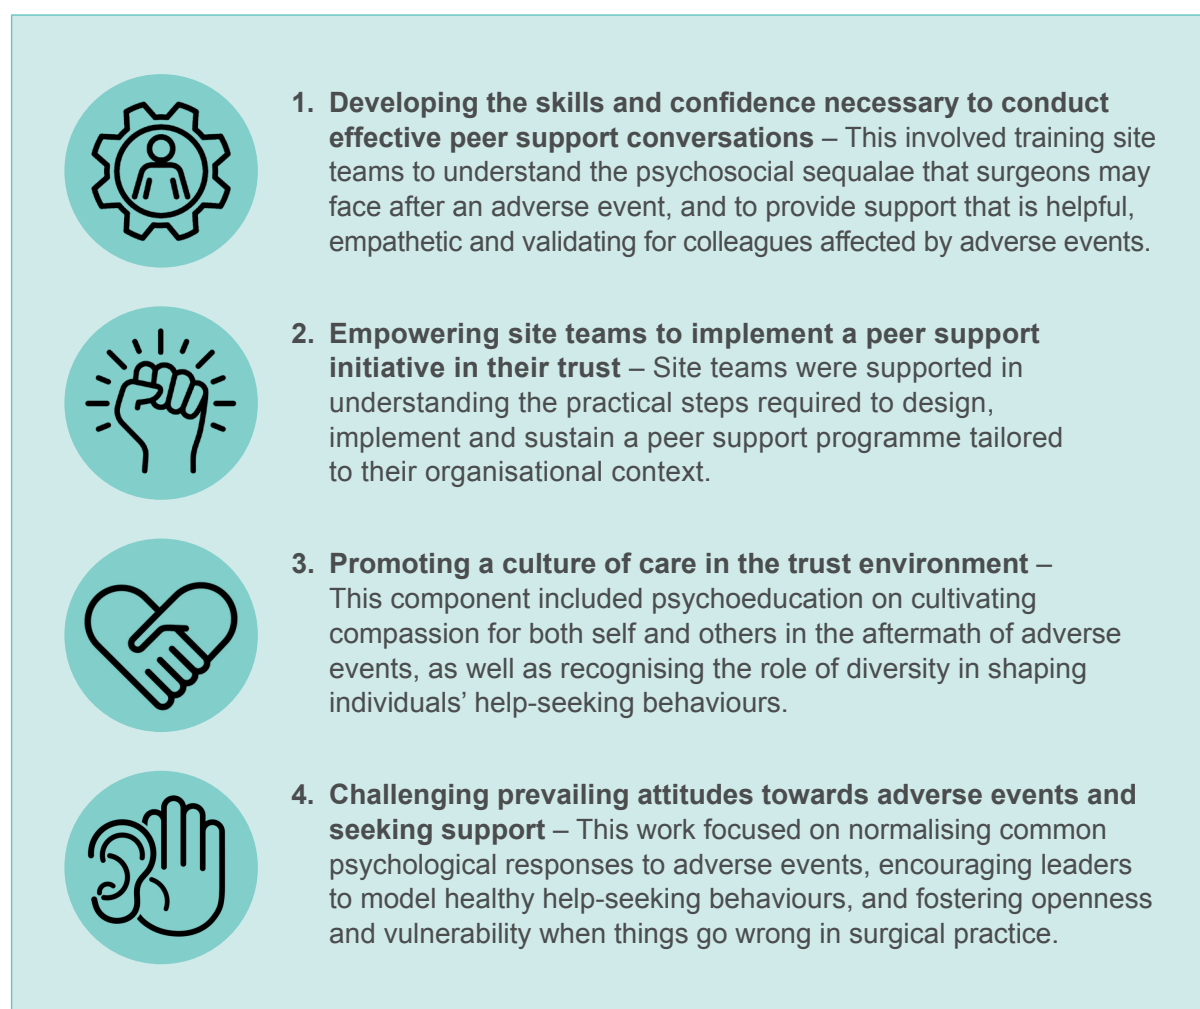 1. Developing the skills and confidence necessary to conduct
effective peer support conversations – This involved training site
teams to understand the psychosocial sequalae that surgeons may
face after an adverse event, and to provide support that is helpful,
empathetic and validating for colleagues affected by adverse events.
2. Empowering site teams to implement a peer support
initiative in their trust – Site teams were supported in
understanding the practical steps required to design,
implement and sustain a peer support programme tailored
to their organisational context.
3. Promoting a culture of care in the trust environment –
This component included psychoeducation on cultivating
compassion for both self and others in the aftermath of adverse
events, as well as recognising the role of diversity in shaping
individuals’ help-seeking behaviours.
4. Challenging prevailing attitudes towards adverse events and
seeking support – This work focused on normalising common
psychological responses to adverse events, encouraging leaders
to model healthy help-seeking behaviours, and fostering openness
and vulnerability when things go wrong in surgical practice.